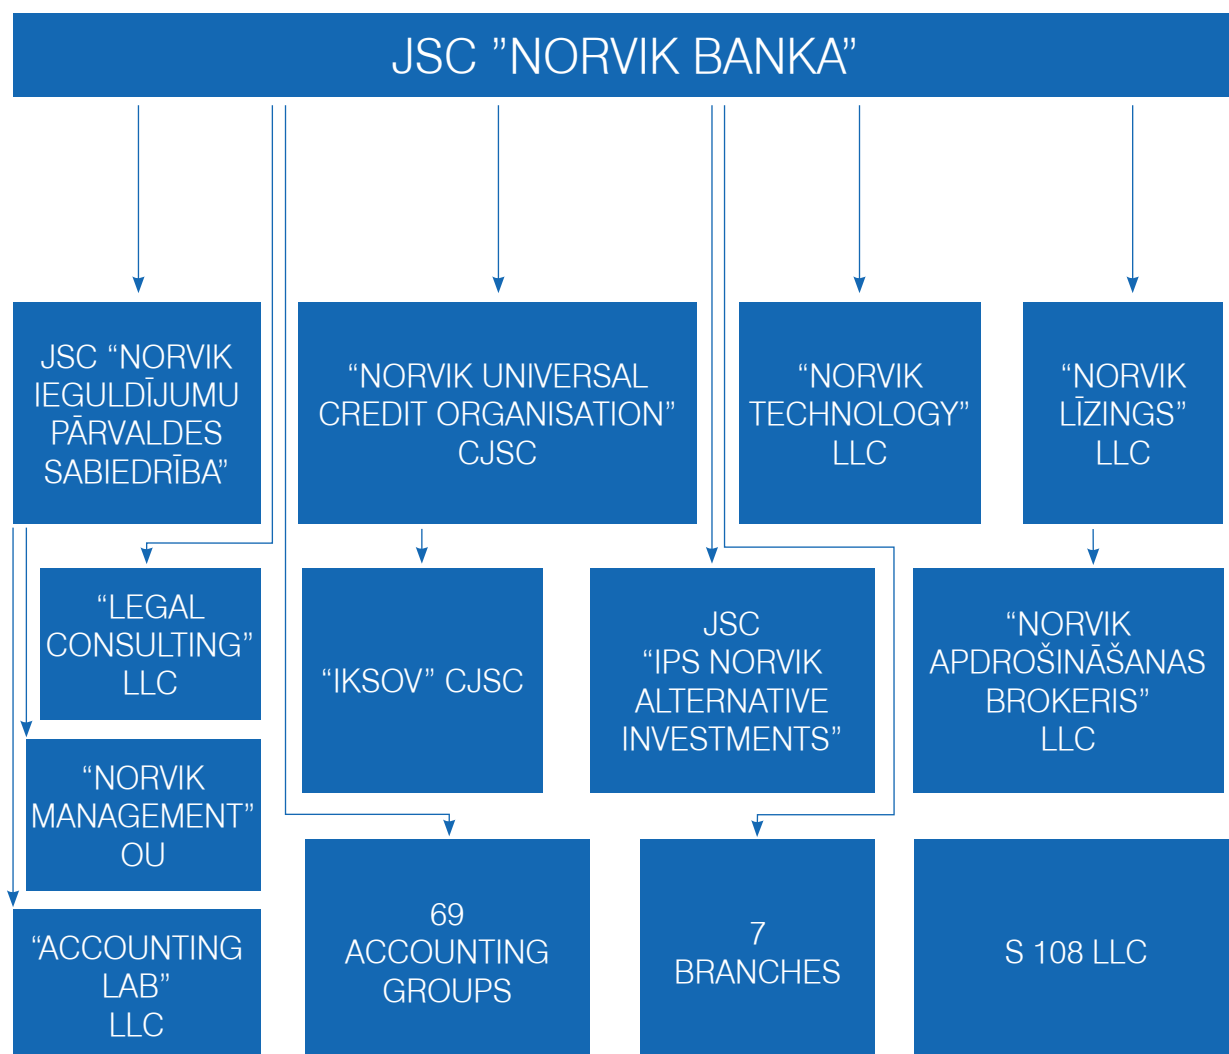 JSC ”NORVIK BANKA”
JSC “NORVIK
IEGULDĪJUMU
PĀRVALDES
SABIEDRĪBA”
“NORVIK UNIVERSAL
CREDIT ORGANISATION”
CJSC
“NORVIK
TECHNOLOGY”
LLC
“NORVIK
LĪZINGS”
LLC
“LEGAL
CONSULTING”
LLC
“IKSOV” CJSC
JSC
“IPS NORVIK
ALTERNATIVE
INVESTMENTS”
“NORVIK
APDROŠINĀŠANAS
BROKERIS”
LLC
“NORVIK
MANAGEMENT”
OU
“ACCOUNTING
LAB”
LLC
69
ACCOUNTING
GROUPS
7
BRANCHES
S 108 LLC